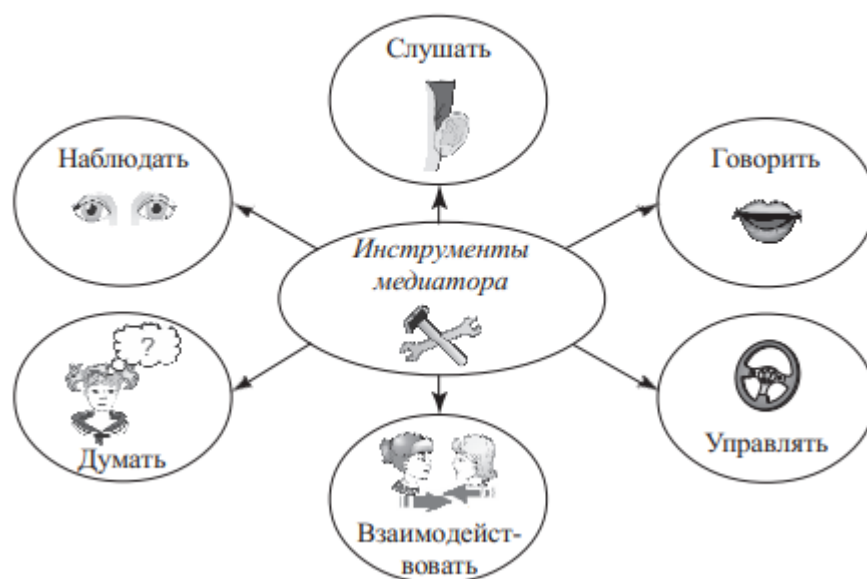 Слушать
Наблюдать
Говорить
Инструменты
медиатора
?
Думать
Управлять
Взаимодейст-
вовать